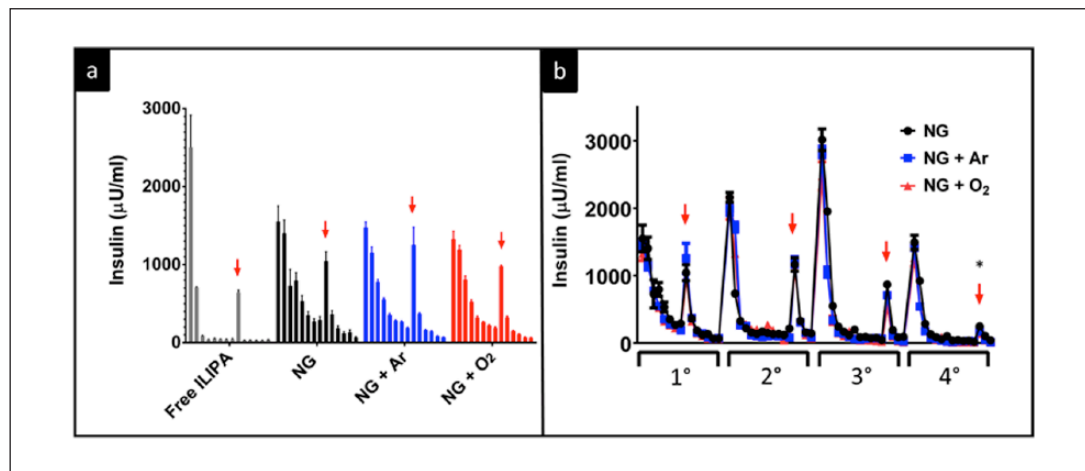 a
Insulin (µU/ml)
3000
2000
1000
0
Free ILIPA
NG
NG + Ar
NG + O₂
b
Insulin (µU/ml)
3000
2000
1000
0
NG
NG + Ar
NG + O₂
*
1°
2°
3°
4°